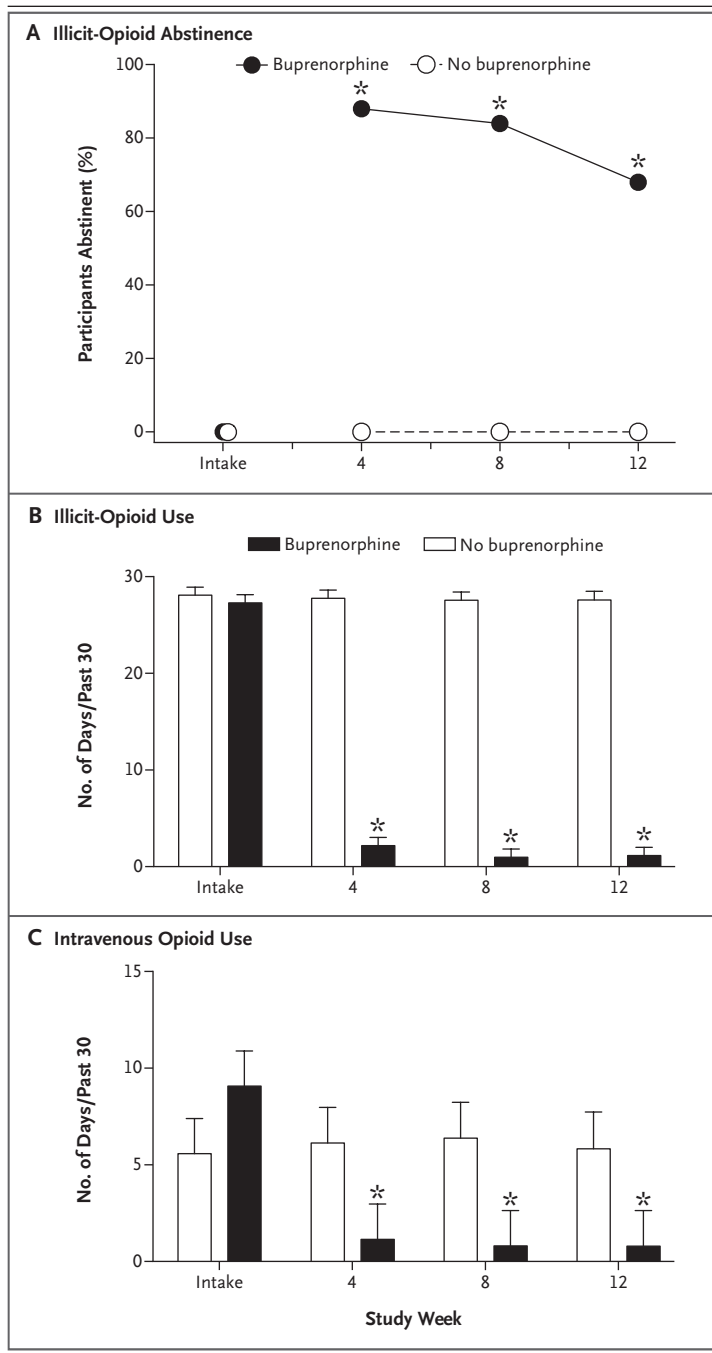 A Illicit-Opioid Abstinence
Buprenorphine No buprenorphine
Participants Abstinent (%)
100
80
60
40
20
0
* * *
Intake 4 8 12
B Illicit-Opioid Use
Buprenorphine No buprenorphine
No. of Days/Past 30
30
20
10
0
* * *
Intake 4 8 12
C Intravenous Opioid Use
No. of Days/Past 30
15
10
5
0
* * *
Intake 4 8 12
Study Week